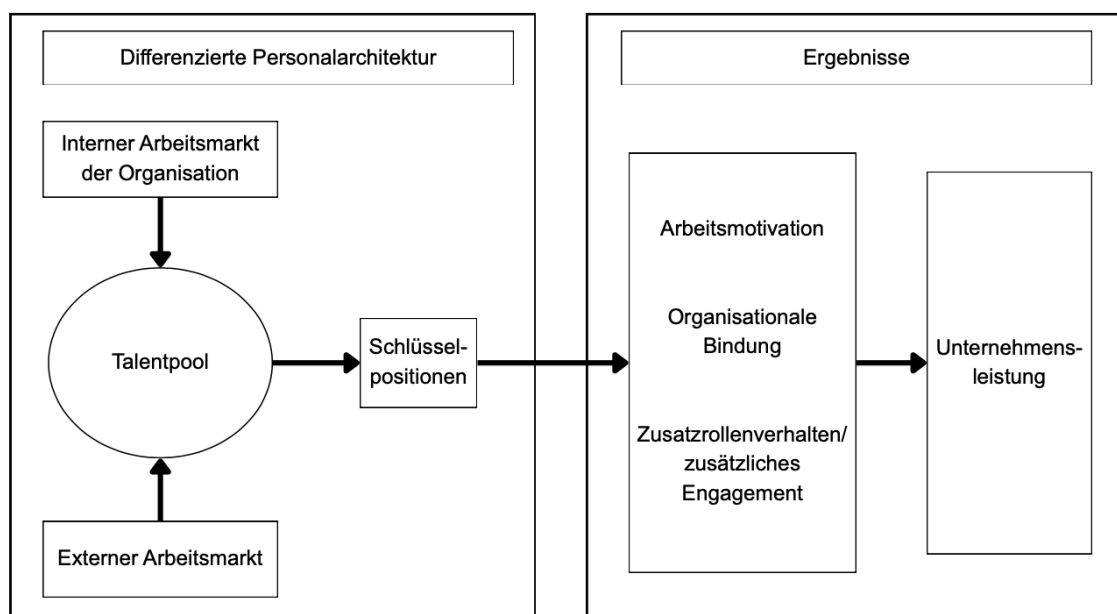 Differenzierte Personalarchitektur
Interner Arbeitsmarkt
der Organisation
Talentpool
Externer Arbeitsmarkt
Schlüssel-
positionen
Ergebnisse
Arbeitsmotivation
Organisationale
Bindung
Zusatzrollenverhalten/
zusätzliches
Engagement
Unternehmens-
leistung